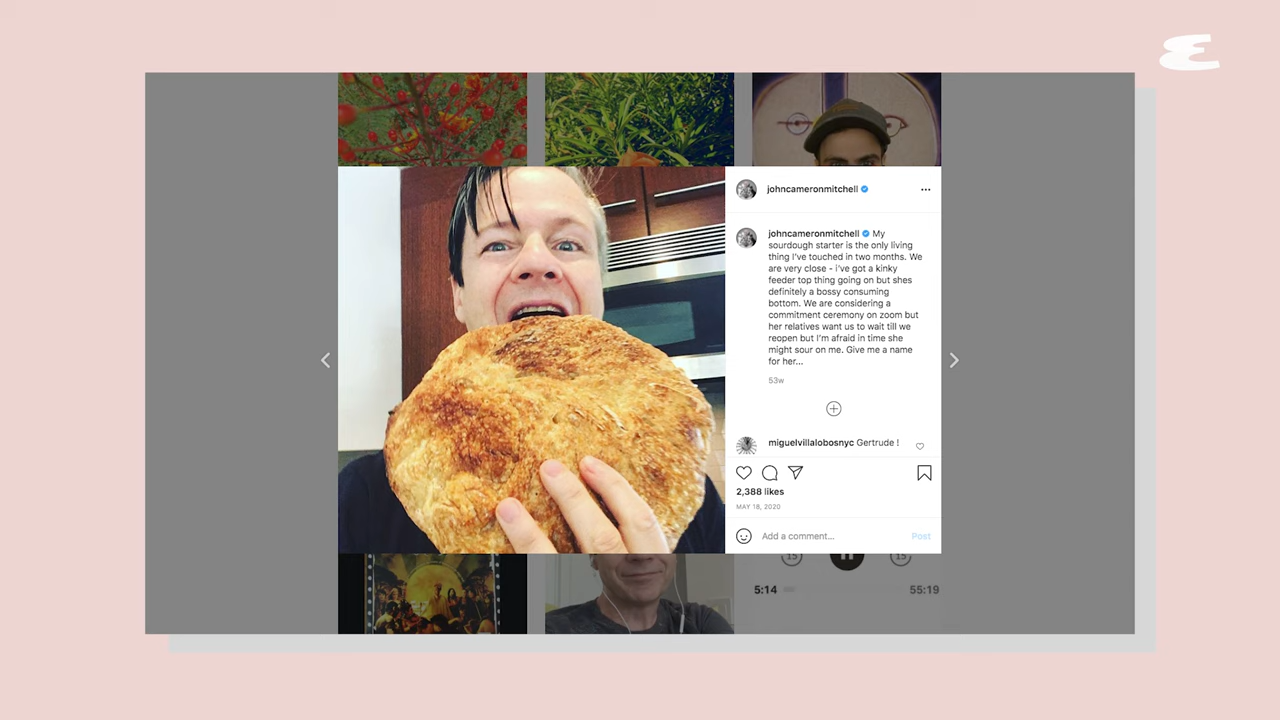 johncameronmitchell
johncameronmitchell My
sourdough starter is the only living
thing I've touched in two months. We
are very close - i've got a kinky
feeder top thing going on but shes
definitely a bossy consuming
bottom. We are considering a
commitment ceremony on zoom but
her relatives want us to wait till we
reopen but I'm afraid in time she
might sour on me. Give me a name
for her...
53w
miguelvillalobosnyc Gertrude !
2,388 likes
MAY 18, 2020
Add a comment... Post
15 15
5:14 55:19